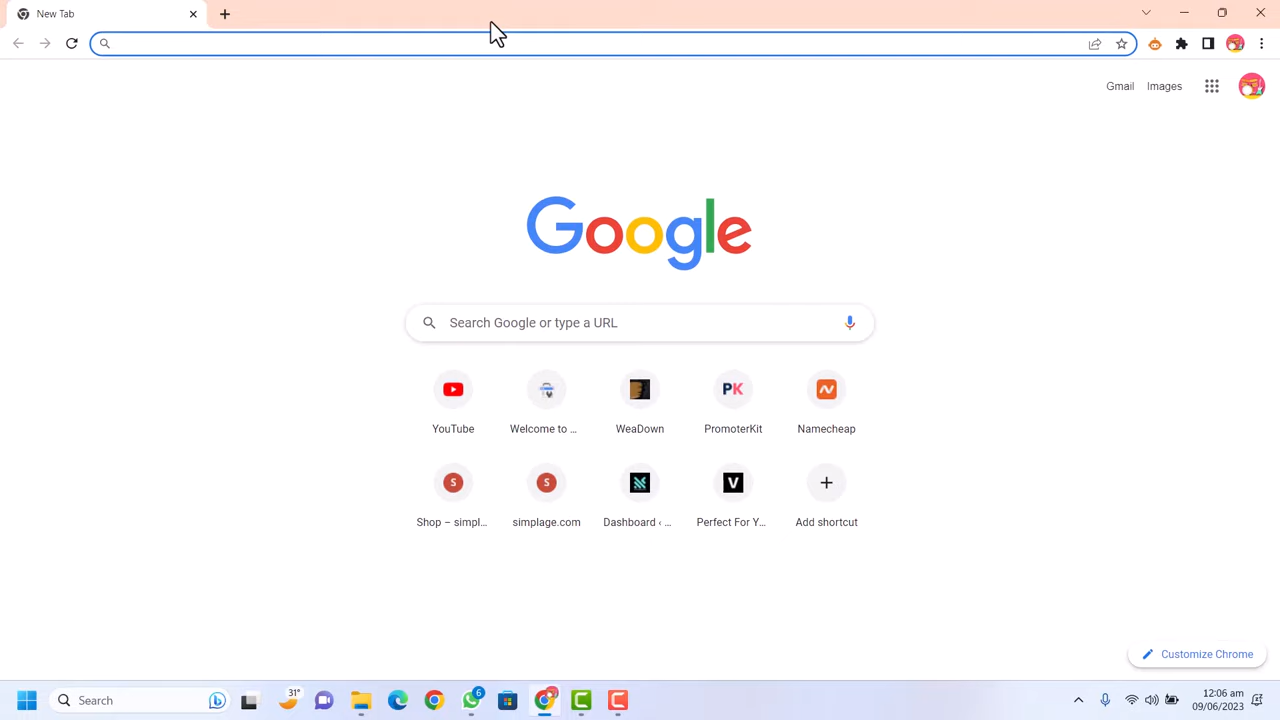 New Tab
Gmail Images
Google
Search Google or type a URL
YouTube Welcome to ... WeaDown PK PromoterKit Namecheap
S Shop – simpl... S simplage.com Dashboard ‹ ... V Perfect For Y... Add shortcut
Customize Chrome
Search 31° 6 12:06 am
09/06/2023